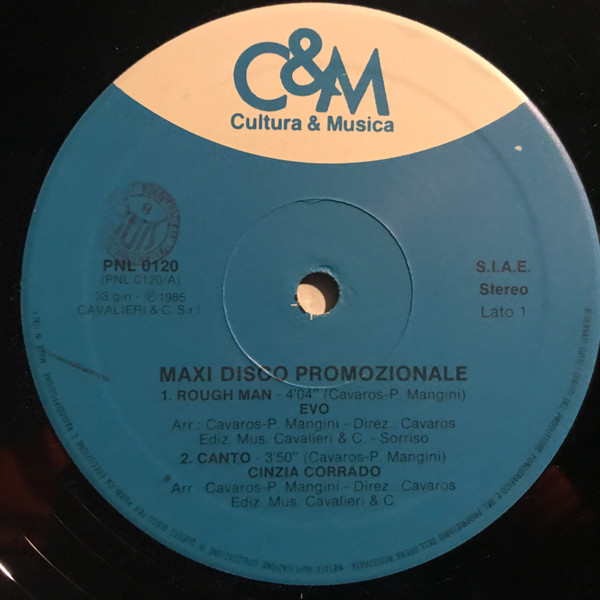 C&M
Cultura & Musica
PNL 0120
(PNL 0120/A)
33 giri - ℗ 1985
CAVALIERI & C. S.r.l.
S.I.A.E.
Stereo
Lato 1
MAXI DISCO PROMOZIONALE
1. ROUGH MAN - 4'04" (Cavaros-P. Mangini)
EVO
Arr.: Cavaros-P. Mangini - Direz.: Cavaros
Ediz. Mus. Cavalieri & C. - Sorriso
2. CANTO - 3'50" (Cavaros-P. Mangini)
CINZIA CORRADO
Arr.: Cavaros-P. Mangini - Direz.: Cavaros
Ediz. Mus. Cavalieri & C.